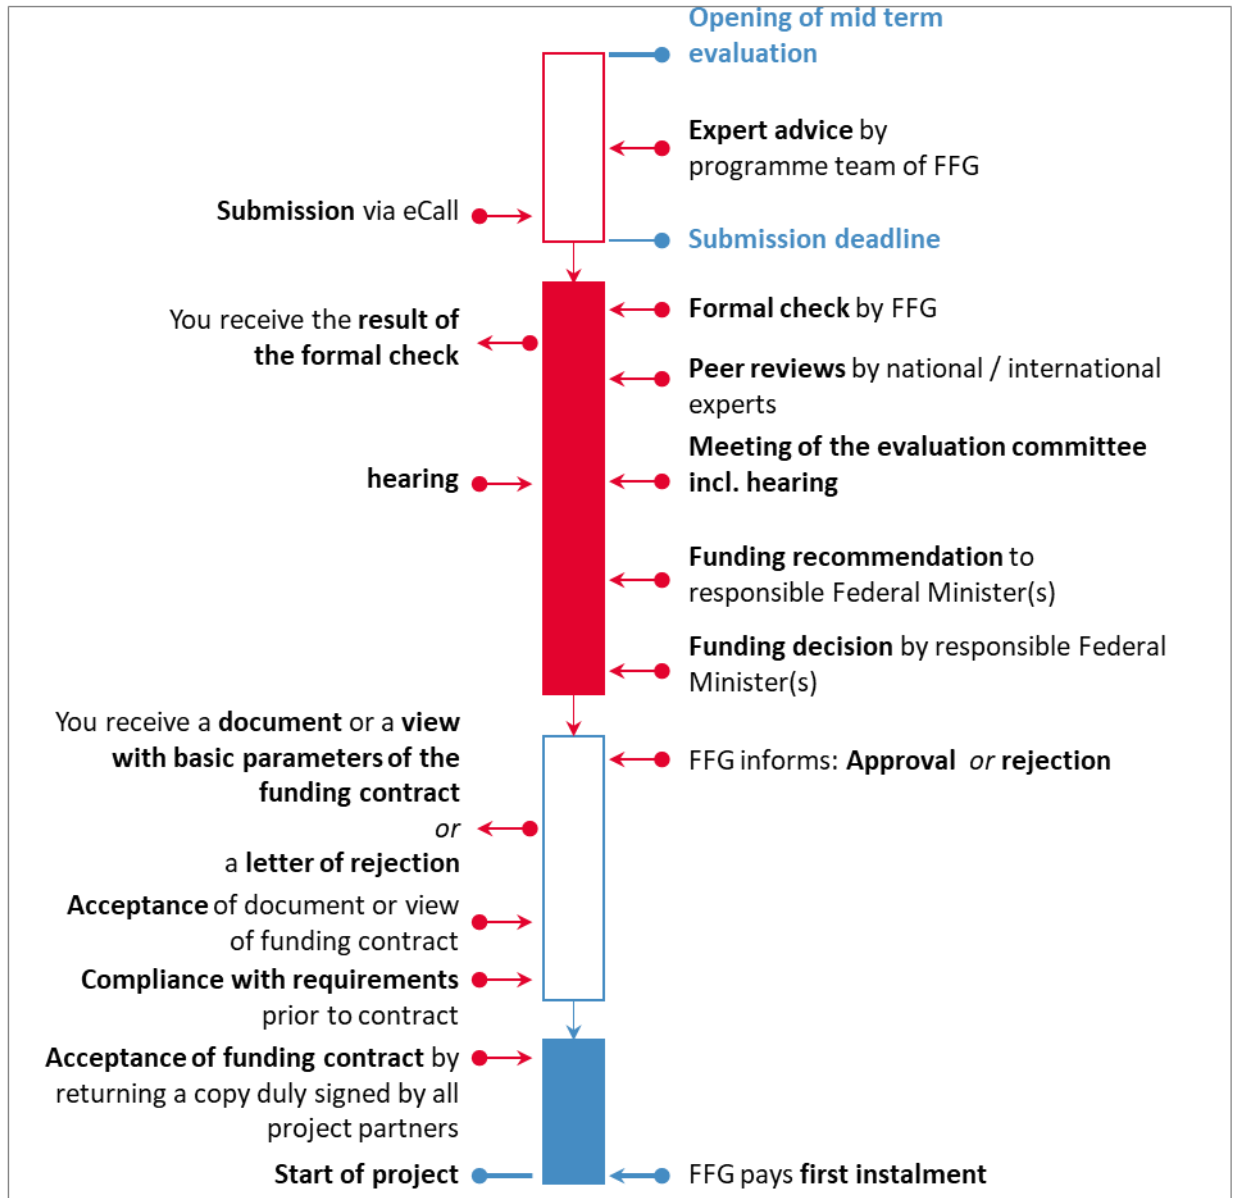 Opening of mid term
evaluation
Expert advice by
programme team of FFG
Submission via eCall
Submission deadline
Formal check by FFG
You receive the result of
the formal check
Peer reviews by national / international
experts
Meeting of the evaluation committee
incl. hearing
hearing
Funding recommendation to
responsible Federal Minister(s)
Funding decision by responsible Federal
Minister(s)
You receive a document or a view
with basic parameters of the
funding contract
or
a letter of rejection
FFG informs: Approval or rejection
Acceptance of document or view
of funding contract
Compliance with requirements
prior to contract
Acceptance of funding contract by
returning a copy duly signed by all
project partners
Start of project
FFG pays first instalment